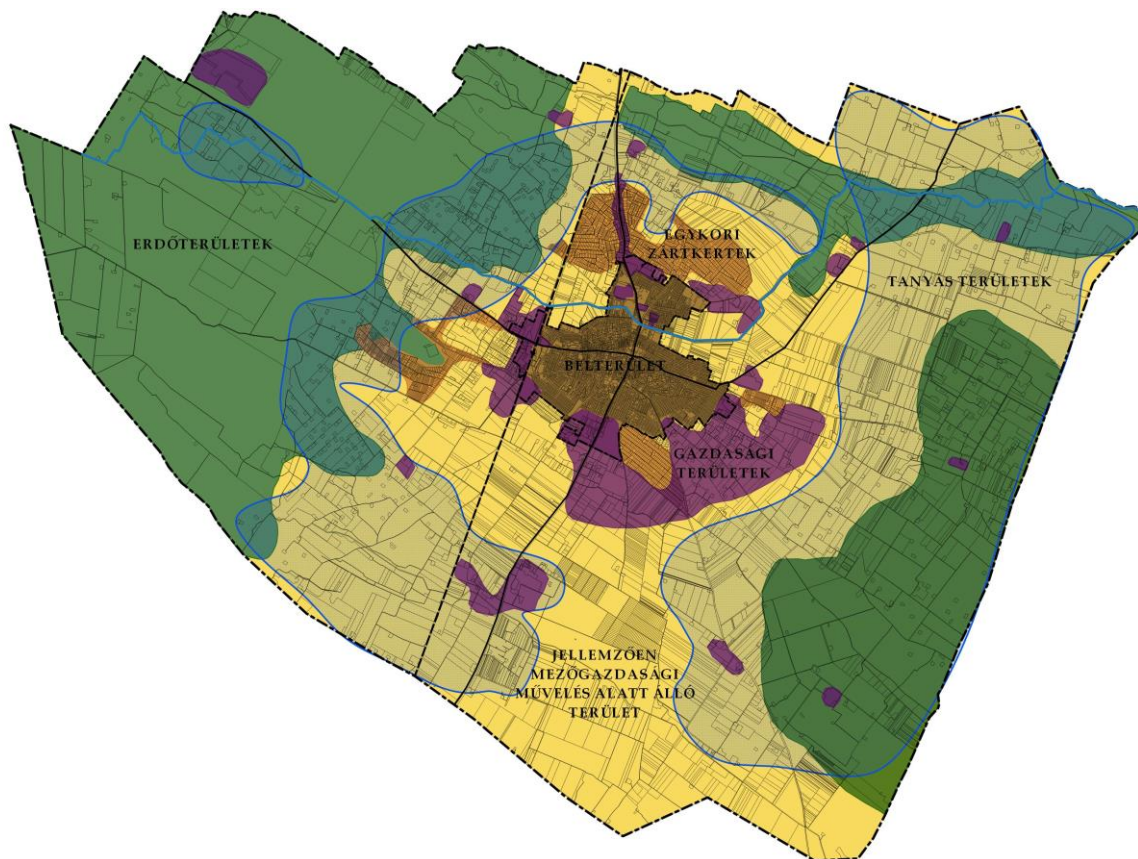 ERDŐTERÜLETEK
EGYKORI
ZÁRTKERTEK
TANYÁS TERÜLETEK
BELTERÜLET
GAZDASÁGI
TERÜLETEK
JELLEMZŐEN
MEZŐGAZDASÁGI
MŰVELÉS ALATT ÁLLÓ
TERÜLET